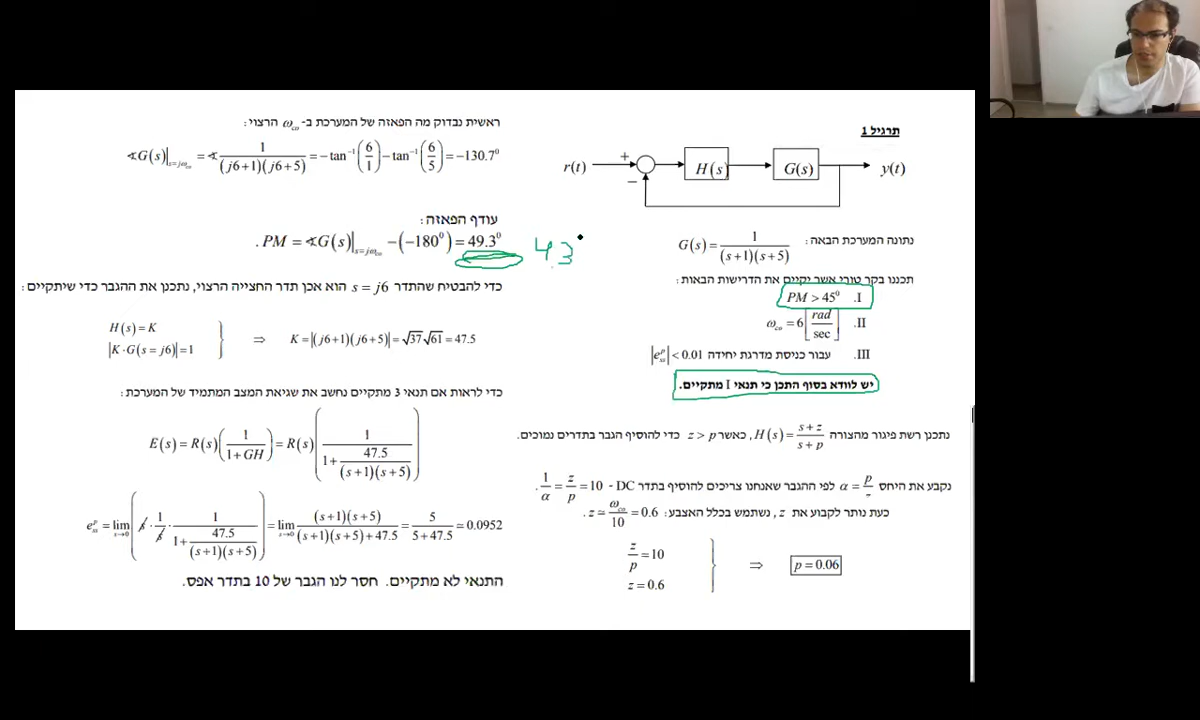 תרגיל 1
r(t) + − H(s) G(s) y(t)
נתונה המערכת הבאה: G(s) = 1/((s+1)(s+5))
תכננו בקר טורי אשר יקיים את הדרישות הבאות:
I. PM > 45⁰
II. ω_co = 6 [rad/sec]
III. עבור כניסת מדרגת יחידה |e_ss^p| < 0.01
יש לוודא בסוף התכן כי תנאי I מתקיים.
ראשית נבדוק מה הפאזה של המערכת ב- ω_co הרצוי:
∢G(s)|_{s=jω_co} = ∢ 1/((j6+1)(j6+5)) = −tan⁻¹(6/1) − tan⁻¹(6/5) = −130.7⁰
עודף הפאזה:
. PM = ∢G(s)|_{s=jω_co} − (−180⁰) = 49.3⁰
43
כדי להבטיח שהתדר s = j6 הוא אכן תדר החצייה הרצוי, נתכנן את ההגבר כדי שיתקיים:
H(s) = K
|K·G(s = j6)| = 1
} ⇒ K = |(j6+1)(j6+5)| = √37 √61 = 47.5
כדי לראות אם תנאי 3 מתקיים נחשב את שגיאת המצב המתמיד של המערכת:
E(s) = R(s)(1/(1+GH)) = R(s)(1/(1+47.5/((s+1)(s+5))))
e_ss^p = lim_{s→0} (s · 1/s · 1/(1+47.5/((s+1)(s+5)))) = lim_{s→0} (s+1)(s+5)/((s+1)(s+5)+47.5) = 5/(5+47.5) ≈ 0.0952
התנאי לא מתקיים. חסר לנו הגבר של 10 בתדר אפס.
נתכנן רשת פיגור מהצורה H(s) = (s+z)/(s+p), כאשר z > p כדי להוסיף הגבר בתדרים נמוכים.
נקבע את היחס α = p/z לפי ההגבר שאנחנו צריכים להוסיף בתדר DC - 1/α = z/p = 10.
כעת נותר לקבוע את z, נשתמש בכלל האצבע: z ≃ ω_co/10 = 0.6.
z/p = 10
z = 0.6
} ⇒ p = 0.06